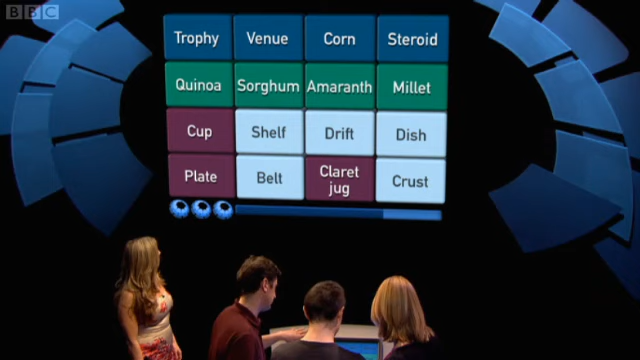 BBC
Trophy Venue Corn Steroid
Quinoa Sorghum Amaranth Millet
Cup Shelf Drift Dish
Plate Belt Claret jug Crust